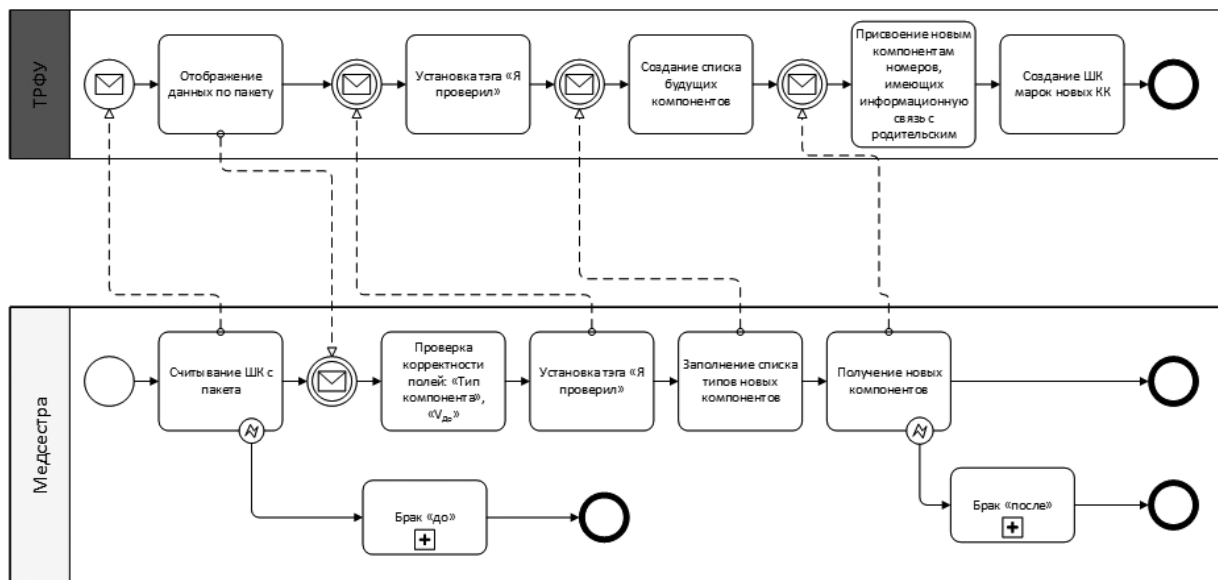 ТРФУ
Отображение
данных по пакету
Установка тэга «Я
проверил»
Создание списка
будущих
компонентов
Присвоение новым
компонентам
номеров,
имеющих
информационную
связь с
родительским
Создание ШК
марок новых КК
Медсестра
Считывание ШК с
пакета
Проверка
корректности
полей: «Тип
компонента»,
«Vдо»
Установка тэга «Я
проверил»
Заполнение списка
типов новых
компонентов
Получение новых
компонентов
Брак «до»
Брак «после»